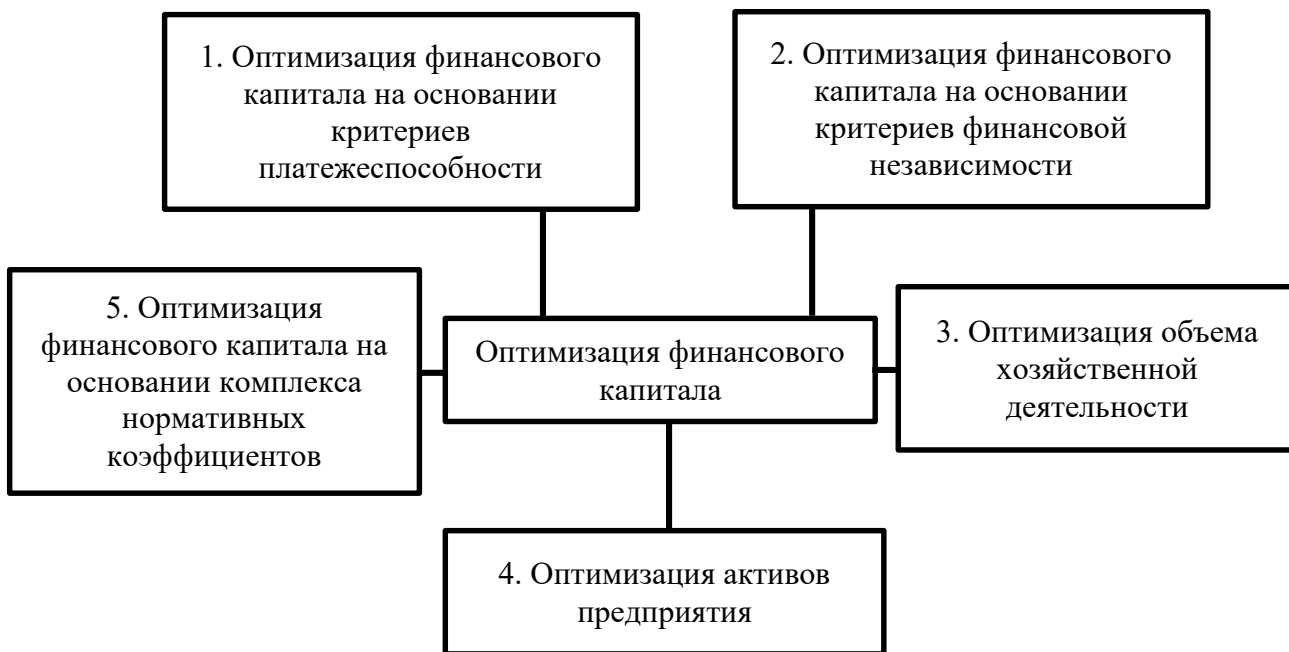 1. Оптимизация финансового
капитала на основании
критериев
платежеспособности
2. Оптимизация финансового
капитала на основании
критериев финансовой
независимости
5. Оптимизация
финансового капитала на
основании комплекса
нормативных
коэффициентов
Оптимизация финансового
капитала
3. Оптимизация объема
хозяйственной
деятельности
4. Оптимизация активов
предприятия